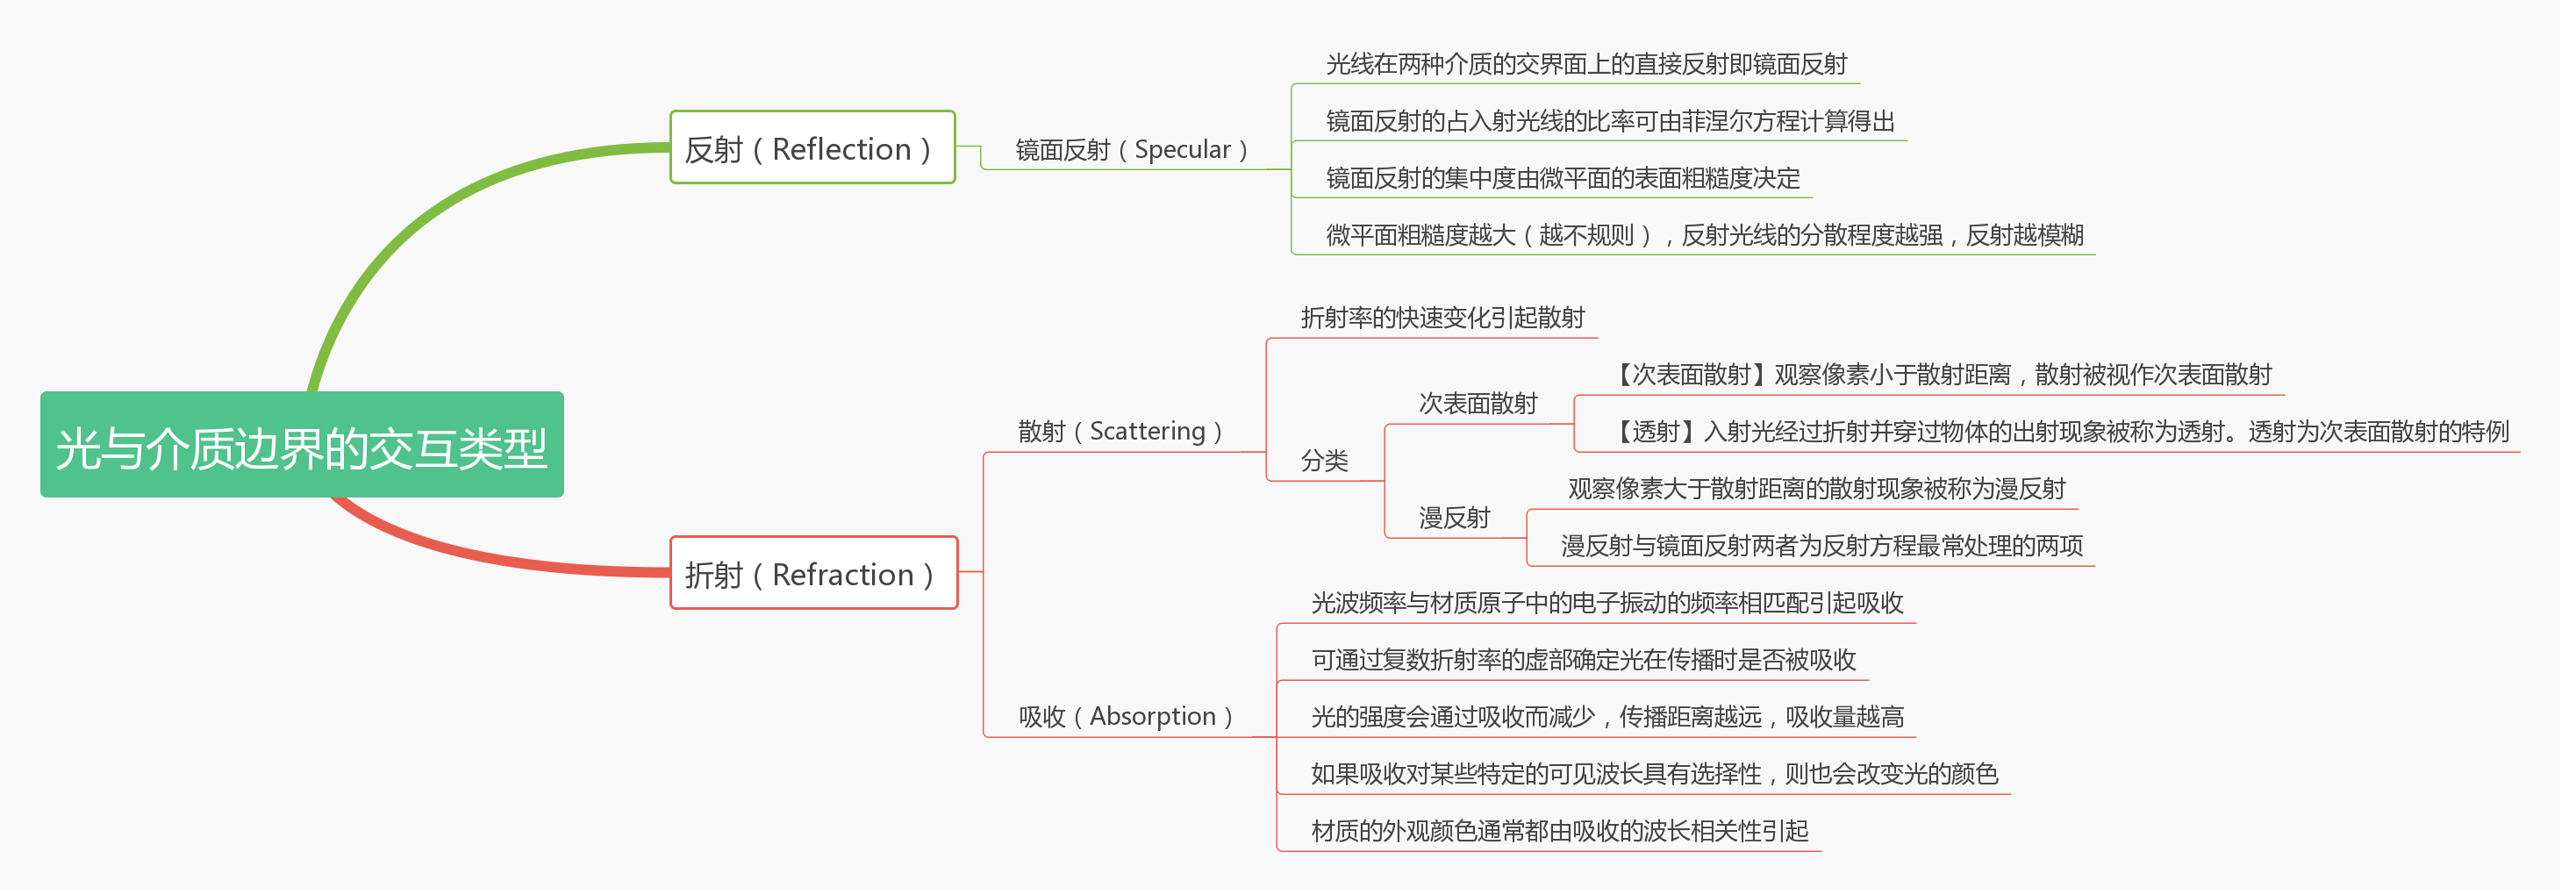 光与介质边界的交互类型
反射（Reflection）
镜面反射（Specular）
光线在两种介质的交界面上的直接反射即镜面反射
镜面反射的占入射光线的比率可由菲涅尔方程计算得出
镜面反射的集中度由微平面的表面粗糙度决定
微平面粗糙度越大（越不规则），反射光线的分散程度越强，反射越模糊
折射（Refraction）
散射（Scattering）
折射率的快速变化引起散射
分类
次表面散射
【次表面散射】观察像素小于散射距离，散射被视作次表面散射
【透射】入射光经过折射并穿过物体的出射现象被称为透射。透射为次表面散射的特例
漫反射
观察像素大于散射距离的散射现象被称为漫反射
漫反射与镜面反射两者为反射方程最常处理的两项
吸收（Absorption）
光波频率与材质原子中的电子振动的频率相匹配引起吸收
可通过复数折射率的虚部确定光在传播时是否被吸收
光的强度会通过吸收而减少，传播距离越远，吸收量越高
如果吸收对某些特定的可见波长具有选择性，则也会改变光的颜色
材质的外观颜色通常都由吸收的波长相关性引起